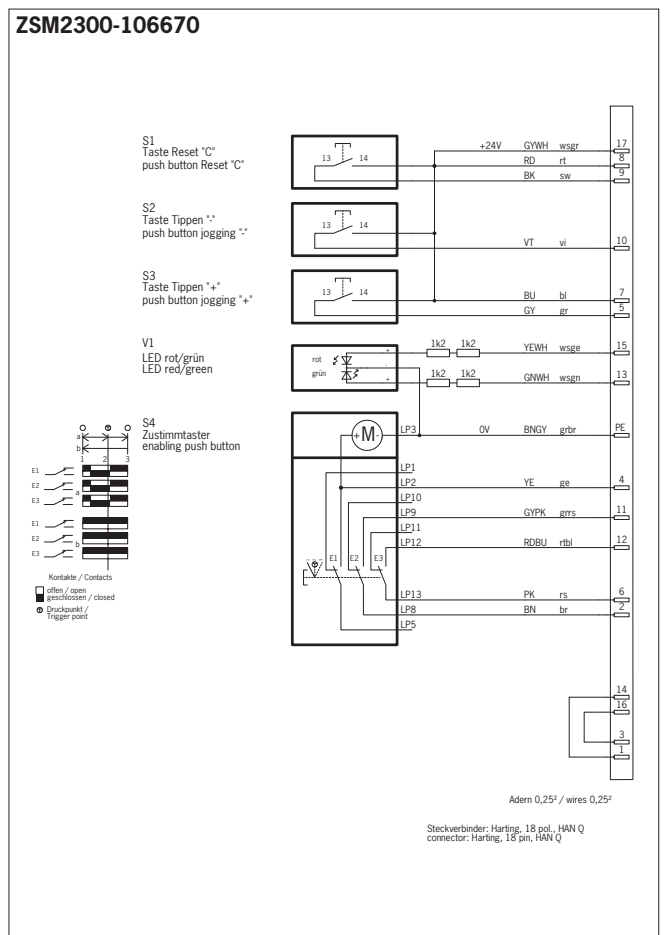 ZSM2300-106670
S1
Taste Reset "C"
push button Reset "C"
13 14
+24V GYWH wsgr 17
RD rt 8
BK sw 9
S2
Taste Tippen "-"
push button jogging "-"
13 14
VT vi 10
S3
Taste Tippen "+"
push button jogging "+"
13 14
BU bl 7
GY gr 5
V1
LED rot/grün
LED red/green
rot
grün
+
-
+
1k2 1k2 YEWH wsge 15
1k2 1k2 GNWH wsgn 13
S4
Zustimmtaster
enabling push button
+M-
LP3 0V BNGY grbr PE
LP1
LP2 YE ge 4
LP10
LP9 GYPK grrs 11
LP11
LP12 RDBU rtbl 12
E1 E2 E3
LP13 PK rs 6
LP8 BN br 2
LP5
a
b
1 2 3
E1
E2
a
E3
E1
E2
b
E3
Kontakte / Contacts
offen / open
geschlossen / closed
Druckpunkt /
Trigger point
14
16
3
1
Adern 0,25² / wires 0,25²
Steckverbinder: Harting, 18 pol., HAN Q
connector: Harting, 18 pin, HAN Q